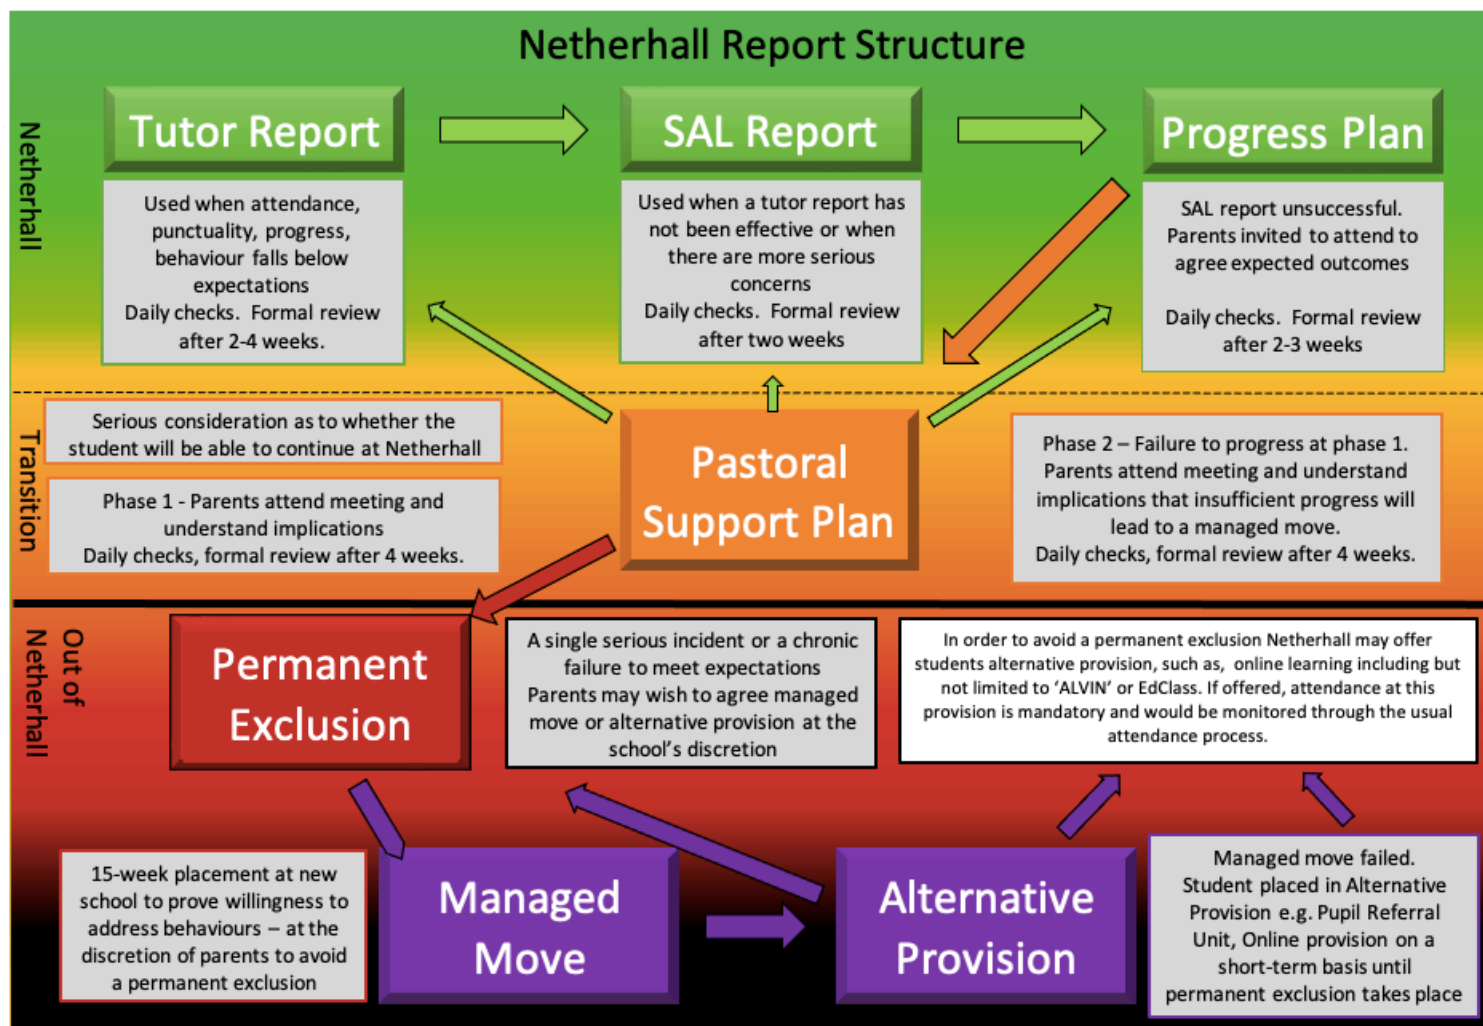 Netherhall Report Structure
Netherhall
Tutor Report
SAL Report
Progress Plan
Used when attendance,
punctuality, progress,
behaviour falls below
expectations
Daily checks.  Formal review
after 2-4 weeks.
Used when a tutor report has
not been effective or when
there are more serious
concerns
Daily checks.  Formal review
after two weeks
SAL report unsuccessful.
Parents invited to attend to
agree expected outcomes
Daily checks.  Formal review
after 2-3 weeks
Transition
Serious consideration as to whether the
student will be able to continue at Netherhall
Phase 1 - Parents attend meeting and
understand implications
Daily checks, formal review after 4 weeks.
Pastoral
Support Plan
Phase 2 – Failure to progress at phase 1.
Parents attend meeting and understand
implications that insufficient progress will
lead to a managed move.
Daily checks, formal review after 4 weeks.
Out of
Netherhall
Permanent
Exclusion
A single serious incident or a chronic
failure to meet expectations
Parents may wish to agree managed
move or alternative provision at the
school’s discretion
In order to avoid a permanent exclusion Netherhall may offer
students alternative provision, such as,  online learning including but
not limited to ‘ALVIN’ or EdClass. If offered, attendance at this
provision is mandatory and would be monitored through the usual
attendance process.
15-week placement at new
school to prove willingness to
address behaviours – at the
discretion of parents to avoid
a permanent exclusion
Managed
Move
Alternative
Provision
Managed move failed.
Student placed in Alternative
Provision e.g. Pupil Referral
Unit, Online provision on a
short-term basis until
permanent exclusion takes place